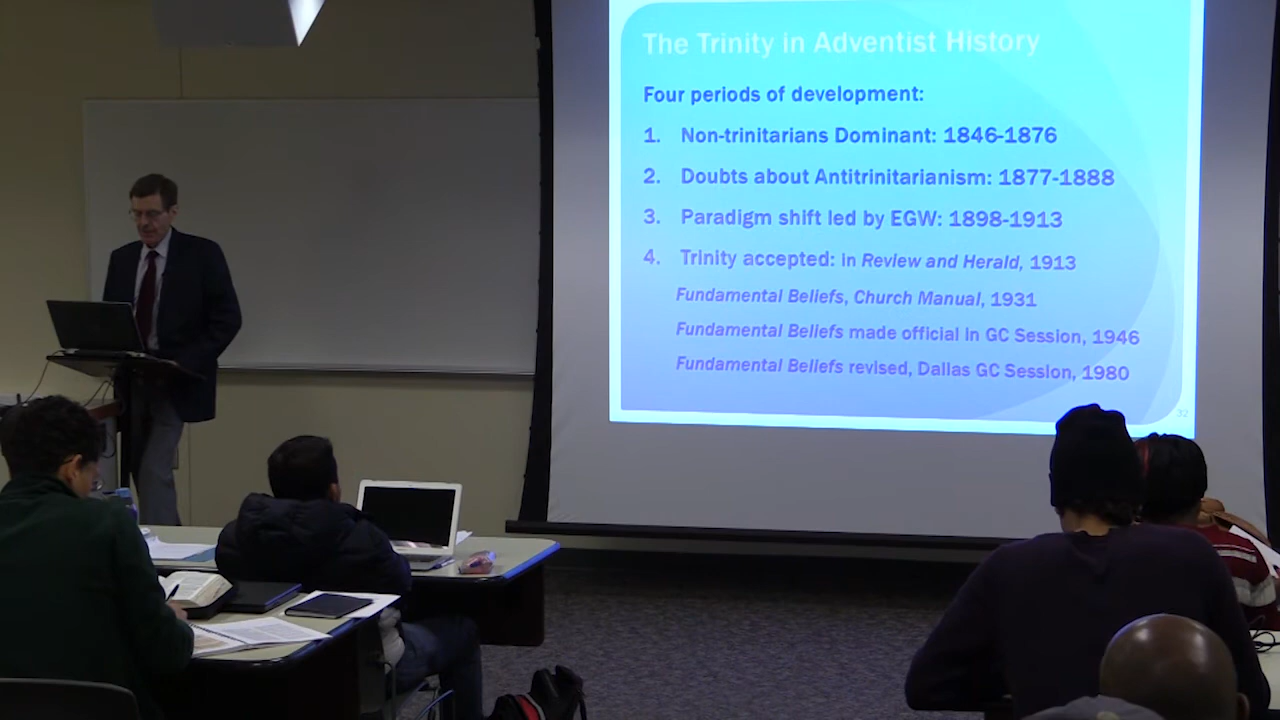 The Trinity in Adventist History
Four periods of development:
1. Non-trinitarians Dominant: 1846-1876
2. Doubts about Antitrinitarianism: 1877-1888
3. Paradigm shift led by EGW: 1898-1913
4. Trinity accepted: in Review and Herald, 1913
Fundamental Beliefs, Church Manual, 1931
Fundamental Beliefs made official in GC Session, 1946
Fundamental Beliefs revised, Dallas GC Session, 1980
32